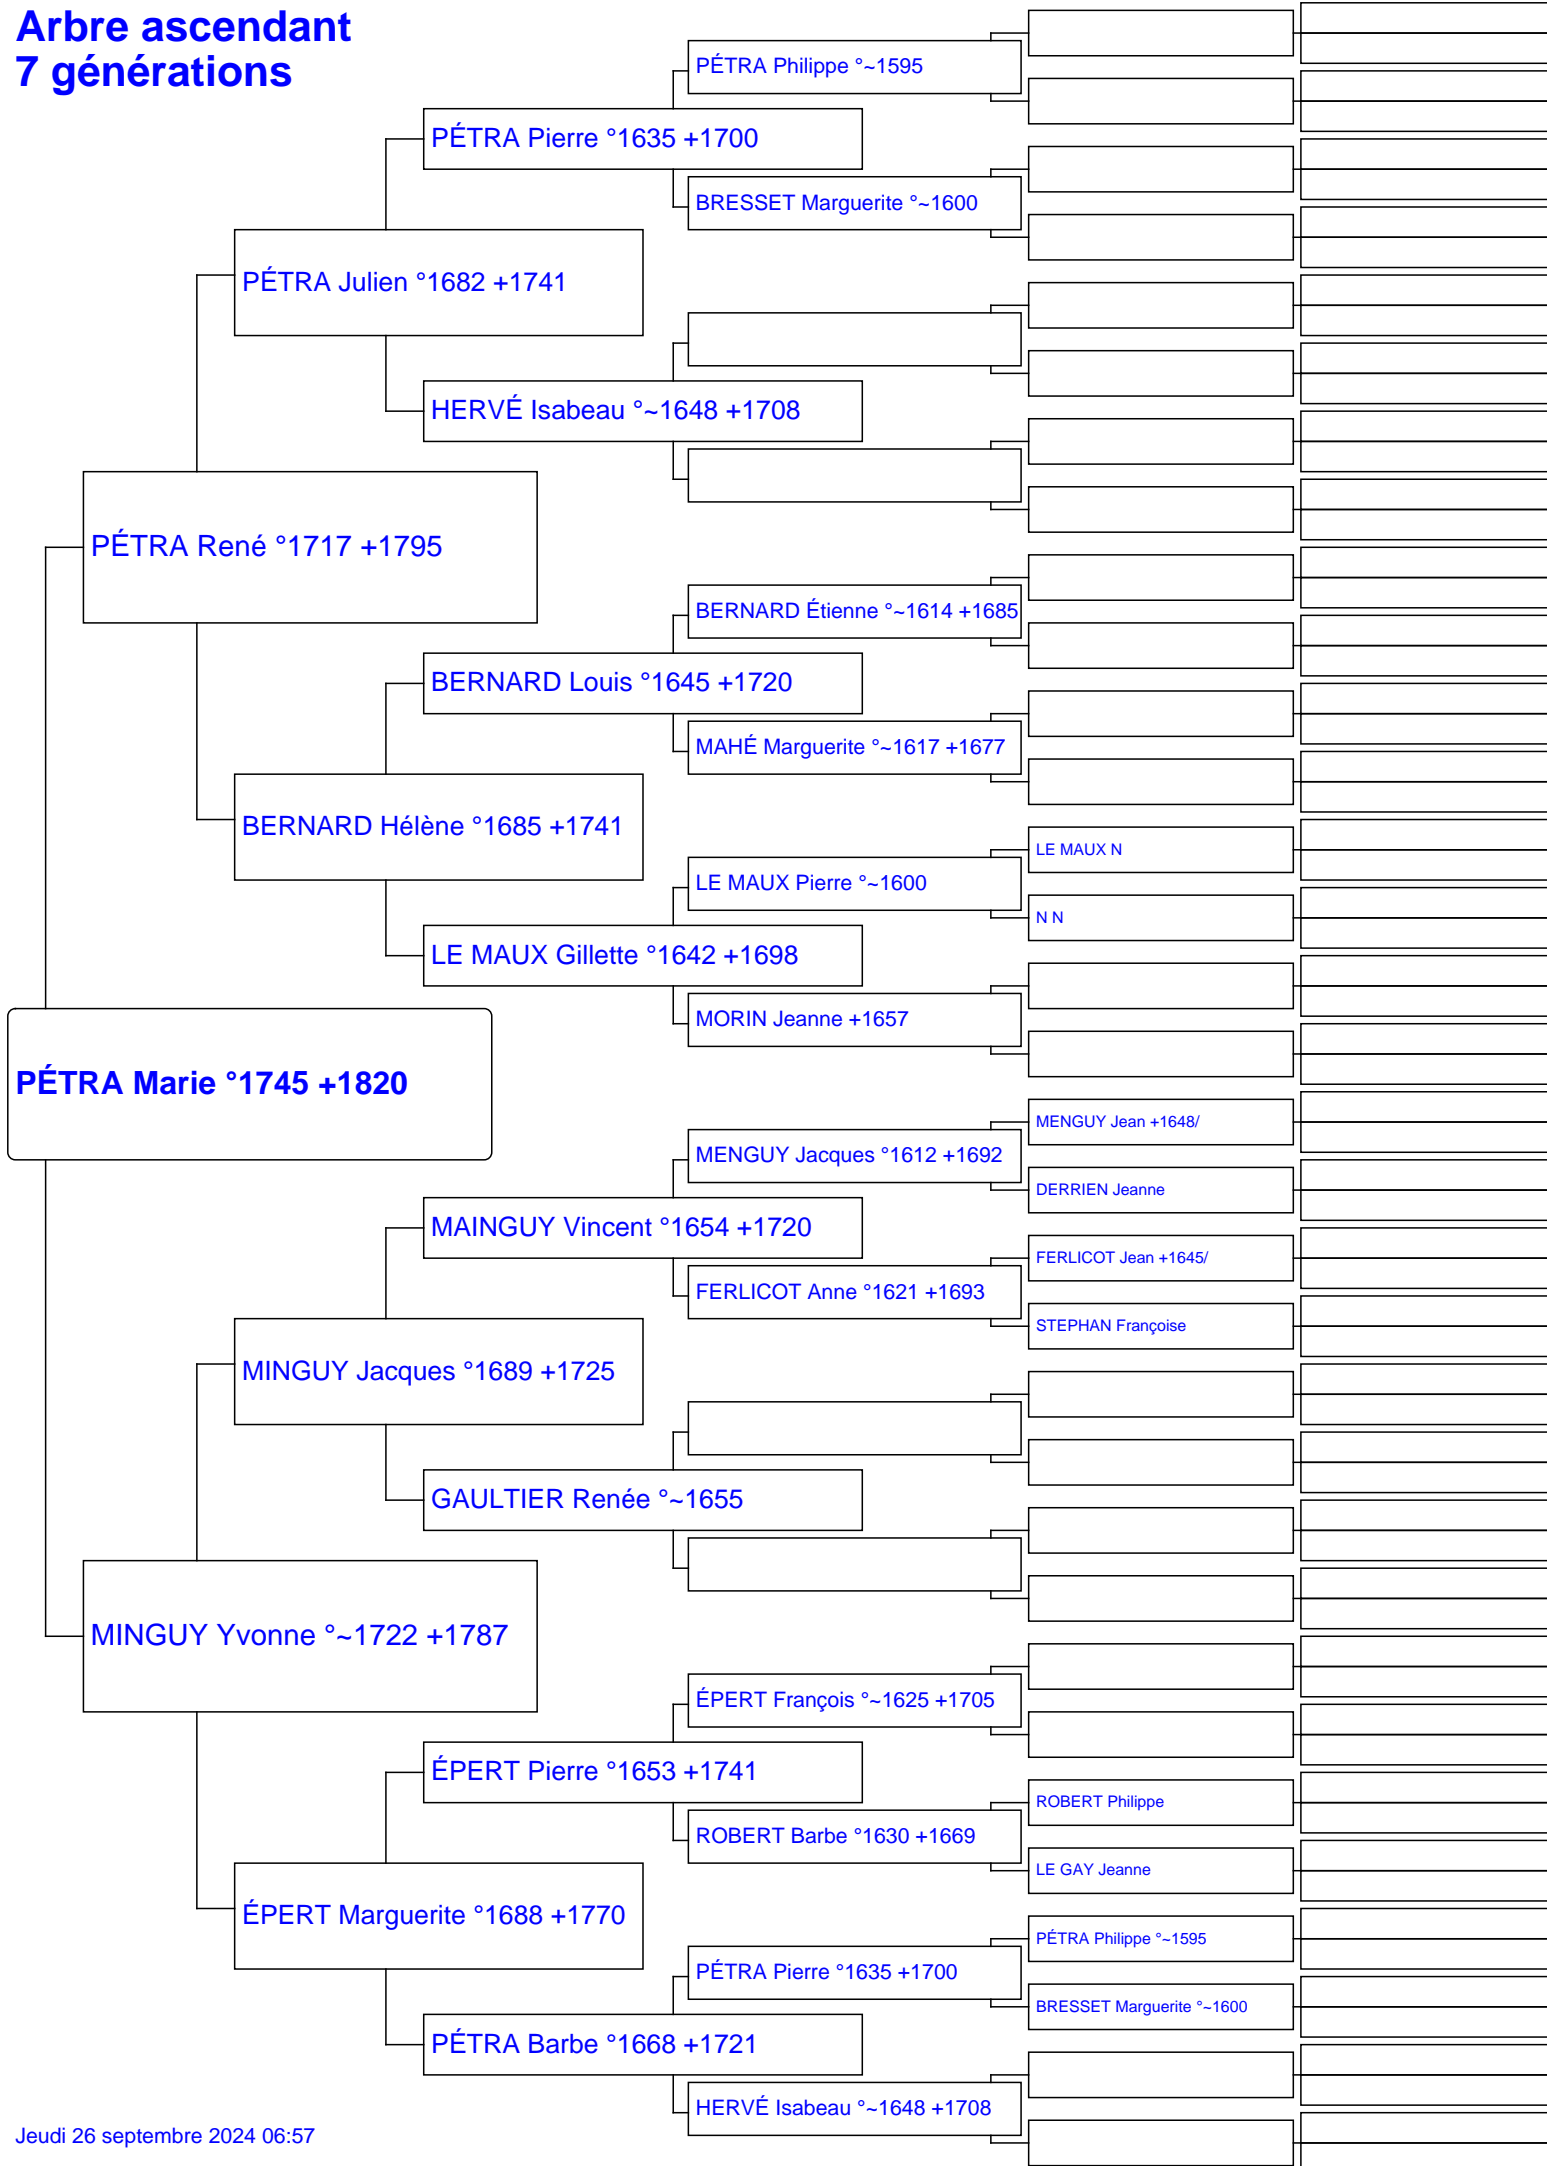 Arbre ascendant
7 générations
PÉTRA Philippe °~1595
PÉTRA Pierre °1635 +1700
BRESSET Marguerite °~1600
PÉTRA Julien °1682 +1741
HERVÉ Isabeau °~1648 +1708
PÉTRA René °1717 +1795
BERNARD Étienne °~1614 +1685
BERNARD Louis °1645 +1720
MAHÉ Marguerite °~1617 +1677
BERNARD Hélène °1685 +1741
LE MAUX N
LE MAUX Pierre °~1600
N N
LE MAUX Gillette °1642 +1698
MORIN Jeanne +1657
PÉTRA Marie °1745 +1820
MENGUY Jean +1648/
MENGUY Jacques °1612 +1692
DERRIEN Jeanne
MAINGUY Vincent °1654 +1720
FERLICOT Jean +1645/
FERLICOT Anne °1621 +1693
STEPHAN Françoise
MINGUY Jacques °1689 +1725
GAULTIER Renée °~1655
MINGUY Yvonne °~1722 +1787
ÉPERT François °~1625 +1705
ÉPERT Pierre °1653 +1741
ROBERT Philippe
ROBERT Barbe °1630 +1669
LE GAY Jeanne
ÉPERT Marguerite °1688 +1770
PÉTRA Philippe °~1595
PÉTRA Pierre °1635 +1700
BRESSET Marguerite °~1600
PÉTRA Barbe °1668 +1721
HERVÉ Isabeau °~1648 +1708
Jeudi 26 septembre 2024 06:57